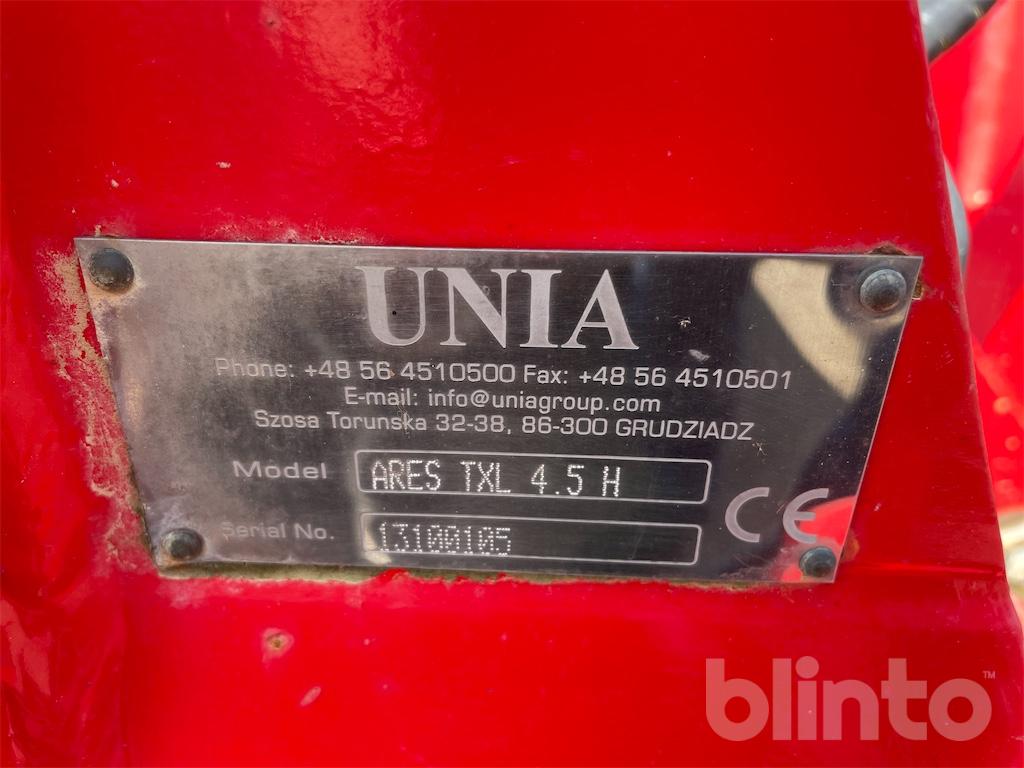 UNIA
Phone: +48 56 4510500 Fax: +48 56 4510501
E-mail: info@uniagroup.com
Szosa Torunska 32-38, 86-300 GRUDZIADZ
Model ARES TXL 4.5 H
Serial No. 13100105
CE
blinto™